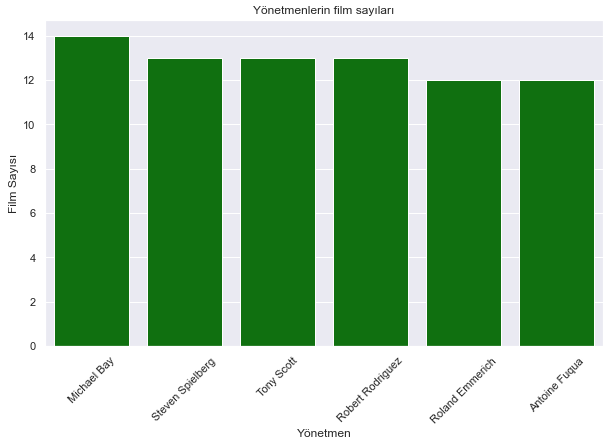 Yönetmenlerin film sayıları
Film Sayısı
14
12
10
8
6
4
2
0
Michael Bay
Steven Spielberg
Tony Scott
Robert Rodriguez
Roland Emmerich
Antoine Fuqua
Yönetmen